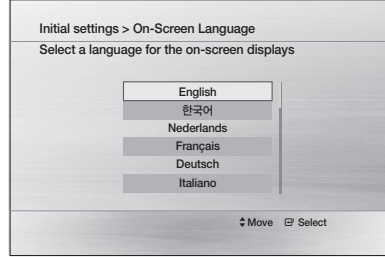 Initial settings > On-Screen Language
Select a language for the on-screen displays
English
한국어
Nederlands
Français
Deutsch
Italiano
Move Select